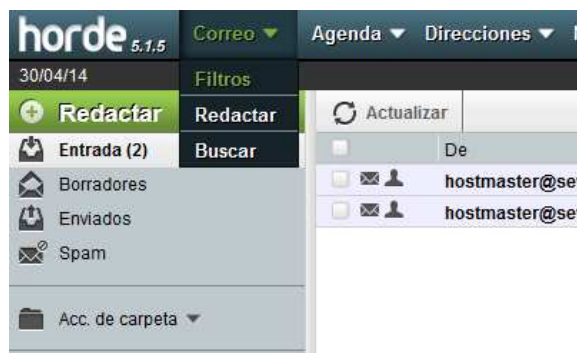 horde 5.1.5 Correo Agenda Direcciones
30/04/14 Filtros
Redactar Redactar Actualizar
Entrada (2) Buscar De
Borradores hostmaster@se
Enviados hostmaster@se
Spam
Acc. de carpeta